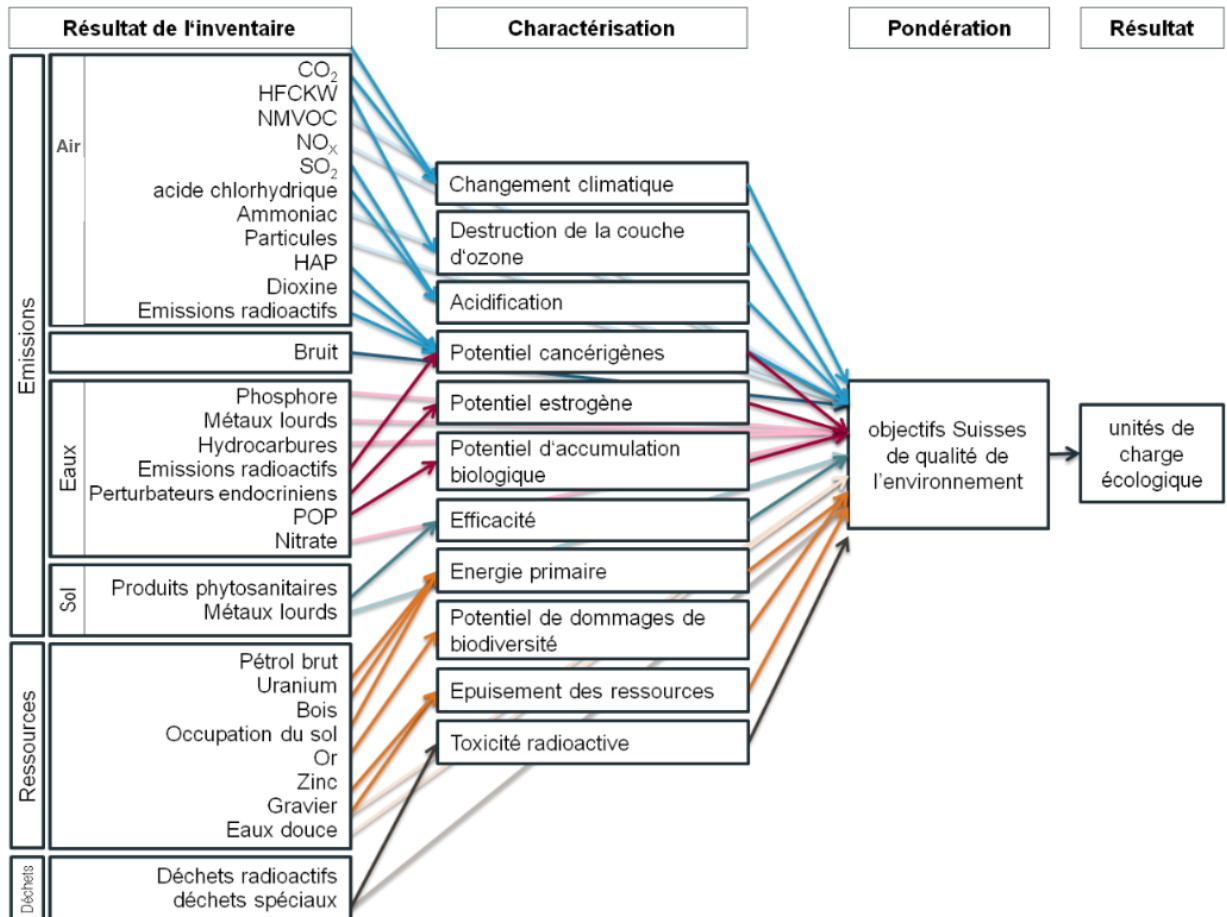 Résultat de l'inventaire
Charactérisation
Pondération
Résultat
Emissions
Air
CO₂
HFCKW
NMVOC
NOₓ
SO₂
acide chlorhydrique
Ammoniac
Particules
HAP
Dioxine
Emissions radioactifs
Bruit
Eaux
Phosphore
Métaux lourds
Hydrocarbures
Emissions radioactifs
Perturbateurs endocriniens
POP
Nitrate
Sol
Produits phytosanitaires
Métaux lourds
Ressources
Pétrol brut
Uranium
Bois
Occupation du sol
Or
Zinc
Gravier
Eaux douce
Déchets
Déchets radioactifs
déchets spéciaux
Changement climatique
Destruction de la couche
d'ozone
Acidification
Potentiel cancérigènes
Potentiel estrogène
Potentiel d'accumulation
biologique
Efficacité
Energie primaire
Potentiel de dommages de
biodiversité
Epuisement des ressources
Toxicité radioactive
objectifs Suisses
de qualité de
l'environnement
unités de
charge
écologique